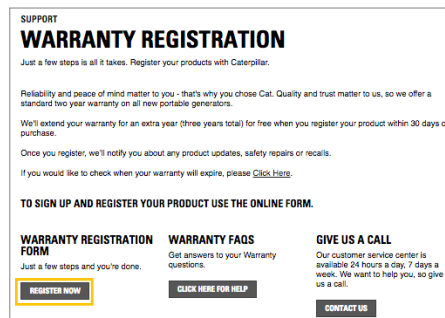 SUPPORT
WARRANTY REGISTRATION
Just a few steps is all it takes. Register your products with Caterpillar.
Reliability and peace of mind matter to you - that's why you chose Cat. Quality and trust matter to us, so we offer a
standard two year warranty on all new portable generators.
We'll extend your warranty for an extra year (three years total) for free when you register your product within 30 days
purchase.
Once you register, we'll notify you about any product updates, safety repairs or recalls.
If you would like to check when your warranty will expire, please Click Here.
TO SIGN UP AND REGISTER YOUR PRODUCT USE THE ONLINE FORM.
WARRANTY REGISTRATION
FORM
Just a few steps and you're done.
REGISTER NOW
WARRANTY FAQS
Get answers to your Warranty
questions.
CLICK HERE FOR HELP
GIVE US A CALL
Our customer service center is
available 24 hours a day, 7 days a
week. We want to help you, so give
us a call.
CONTACT US